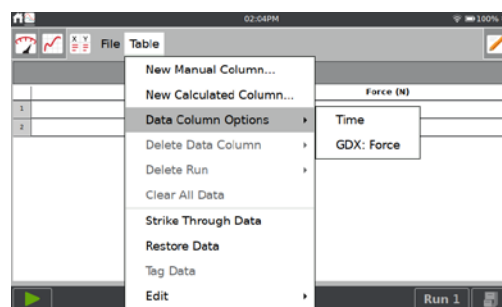 02:04PM
100%
X Y
File Table
New Manual Column...
New Calculated Column...
Force (N)
1
Data Column Options
Time
2
Delete Data Column
GDX: Force
Delete Run
Clear All Data
Strike Through Data
Restore Data
Tag Data
Edit
Run 1